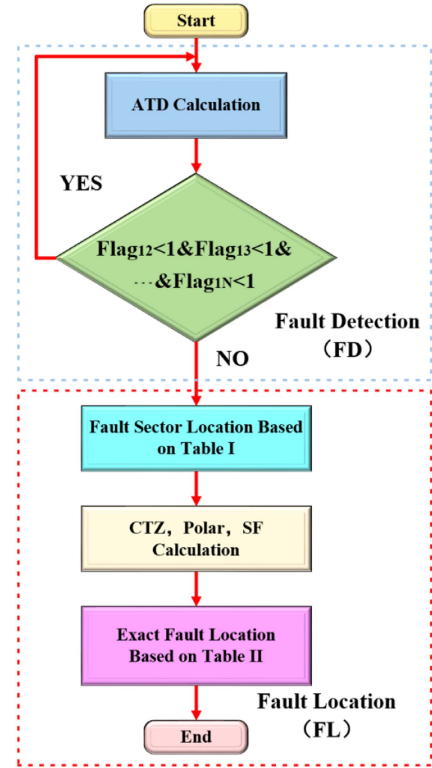 Start
ATD Calculation
YES
Flag12<1&Flag13<1&
…&Flag1N<1
Fault Detection
（FD）
NO
Fault Sector Location Based
on Table I
CTZ，Polar，SF
Calculation
Exact Fault Location
Based on Table II
Fault Location
(FL)
End